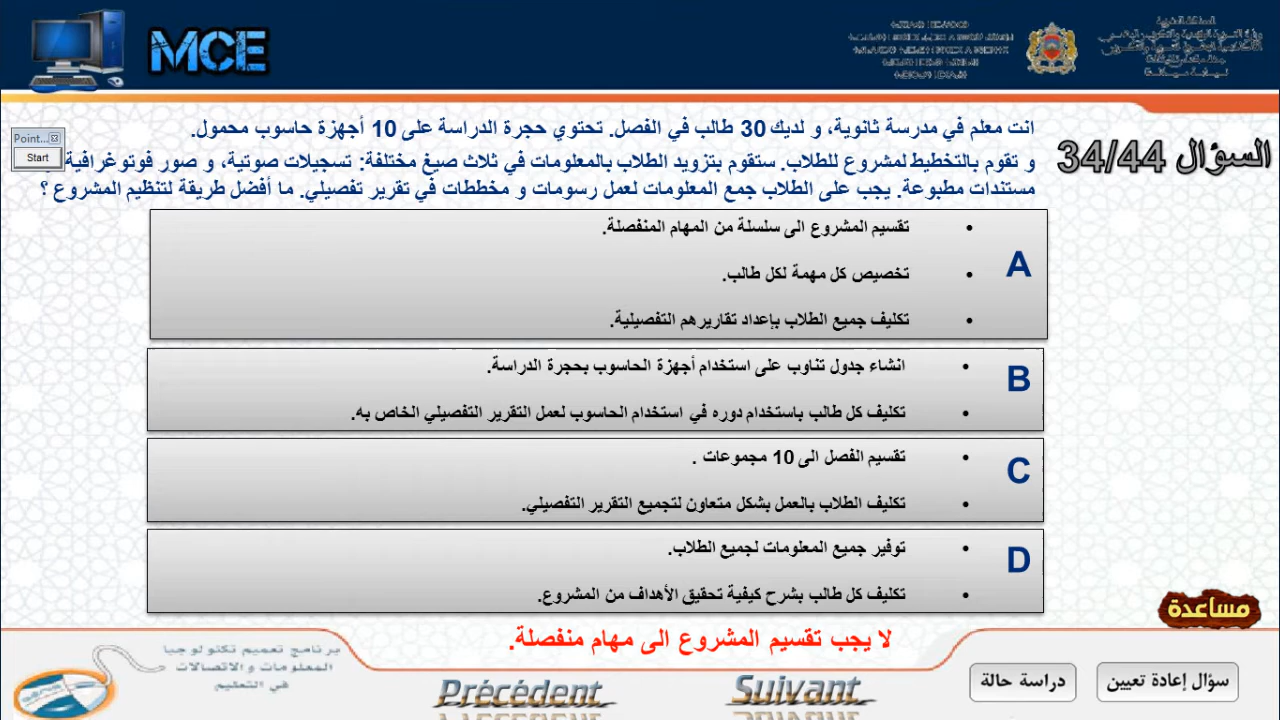 MCE
Point...
Start
السؤال 34/44
انت معلم في مدرسة ثانوية، و لديك 30 طالب في الفصل. تحتوي حجرة الدراسة على 10 أجهزة حاسوب محمول.
و تقوم بالتخطيط لمشروع للطلاب. ستقوم بتزويد الطلاب بالمعلومات في ثلاث صيغ مختلفة: تسجيلات صوتية، و صور فوتوغرافية
مستندات مطبوعة. يجب على الطلاب جمع المعلومات لعمل رسومات و مخططات في تقرير تفصيلي. ما أفضل طريقة لتنظيم المشروع ؟
A
• تقسيم المشروع الى سلسلة من المهام المنفصلة.
• تخصيص كل مهمة لكل طالب.
• تكليف جميع الطلاب بإعداد تقاريرهم التفصيلية.
B
• انشاء جدول تناوب على استخدام أجهزة الحاسوب بحجرة الدراسة.
• تكليف كل طالب باستخدام دوره في استخدام الحاسوب لعمل التقرير التفصيلي الخاص به.
C
• تقسيم الفصل الى 10 مجموعات .
• تكليف الطلاب بالعمل بشكل متعاون لتجميع التقرير التفصيلي.
D
• توفير جميع المعلومات لجميع الطلاب.
• تكليف كل طالب بشرح كيفية تحقيق الأهداف من المشروع.
مساعدة
لا يجب تقسيم المشروع الى مهام منفصلة.
برنامج تعميم تكنولوجيا
المعلومات و الاتصالات
في التعليم
Précédent
Suivant
دراسة حالة
سؤال إعادة تعيين